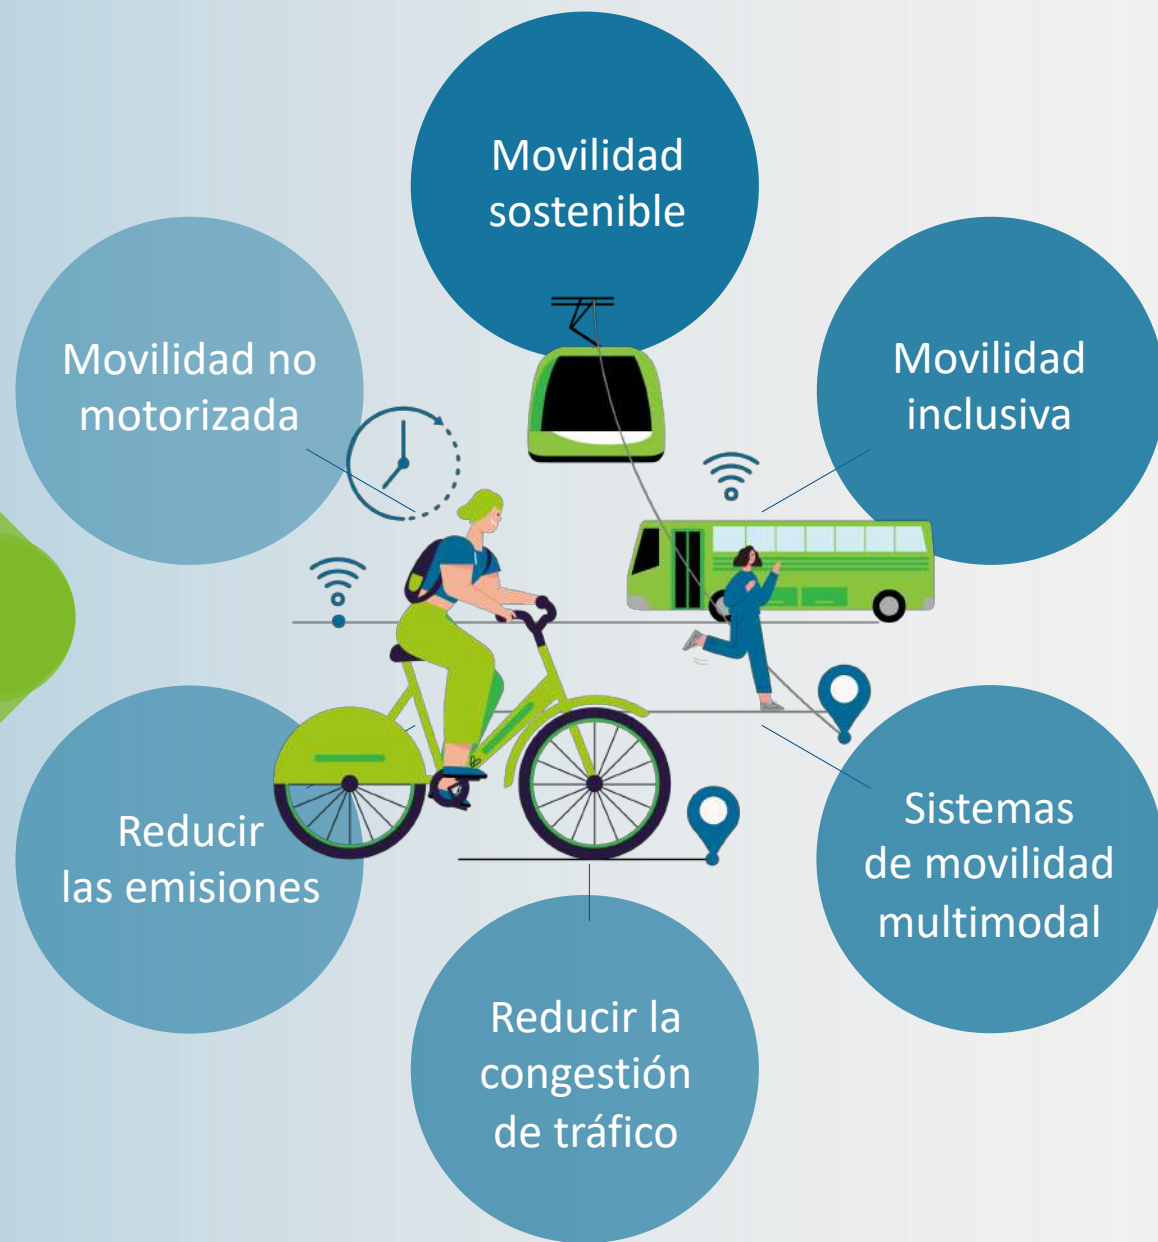 Movilidad
sostenible
Movilidad
inclusiva
Sistemas
de movilidad
multimodal
Reducir la
congestión
de tráfico
Reducir
las emisiones
Movilidad no
motorizada